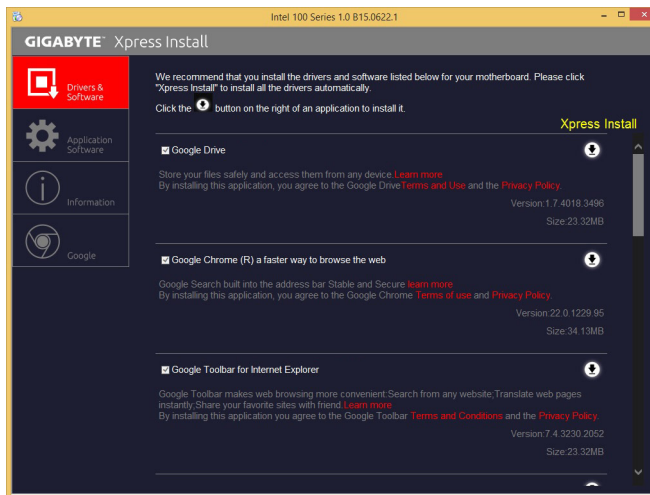 Intel 100 Series 1.0 B15.0622.1
GIGABYTE™ Xpress Install
Drivers &
Software
Application
Software
Information
Google
We recommend that you install the drivers and software listed below for your motherboard. Please click
"Xpress Install" to install all the drivers automatically.
Click the button on the right of an application to install it.
Xpress Install
Google Drive
Store your files safely and access them from any device.Learn more
By installing this application, you agree to the Google DriveTerms and Use and the Privacy Policy.
Version:1.7.4018.3496
Size:23.32MB
Google Chrome (R) a faster way to browse the web
Google Search built into the address bar Stable and Secure learn more
By installing this application, you agree to the Google Chrome Terms of use and Privacy Policy.
Version:22.0.1229.95
Size:34.13MB
Google Toolbar for Internet Explorer
Google Toolbar makes web browsing more convenient:Search from any website;Translate web pages
instantly;Share your favorite sites with friend.Learn more
By installing this application you agree to the Google Toolbar Terms and Conditions and the Privacy Policy.
Version:7.4.3230.2052
Size:23.32MB